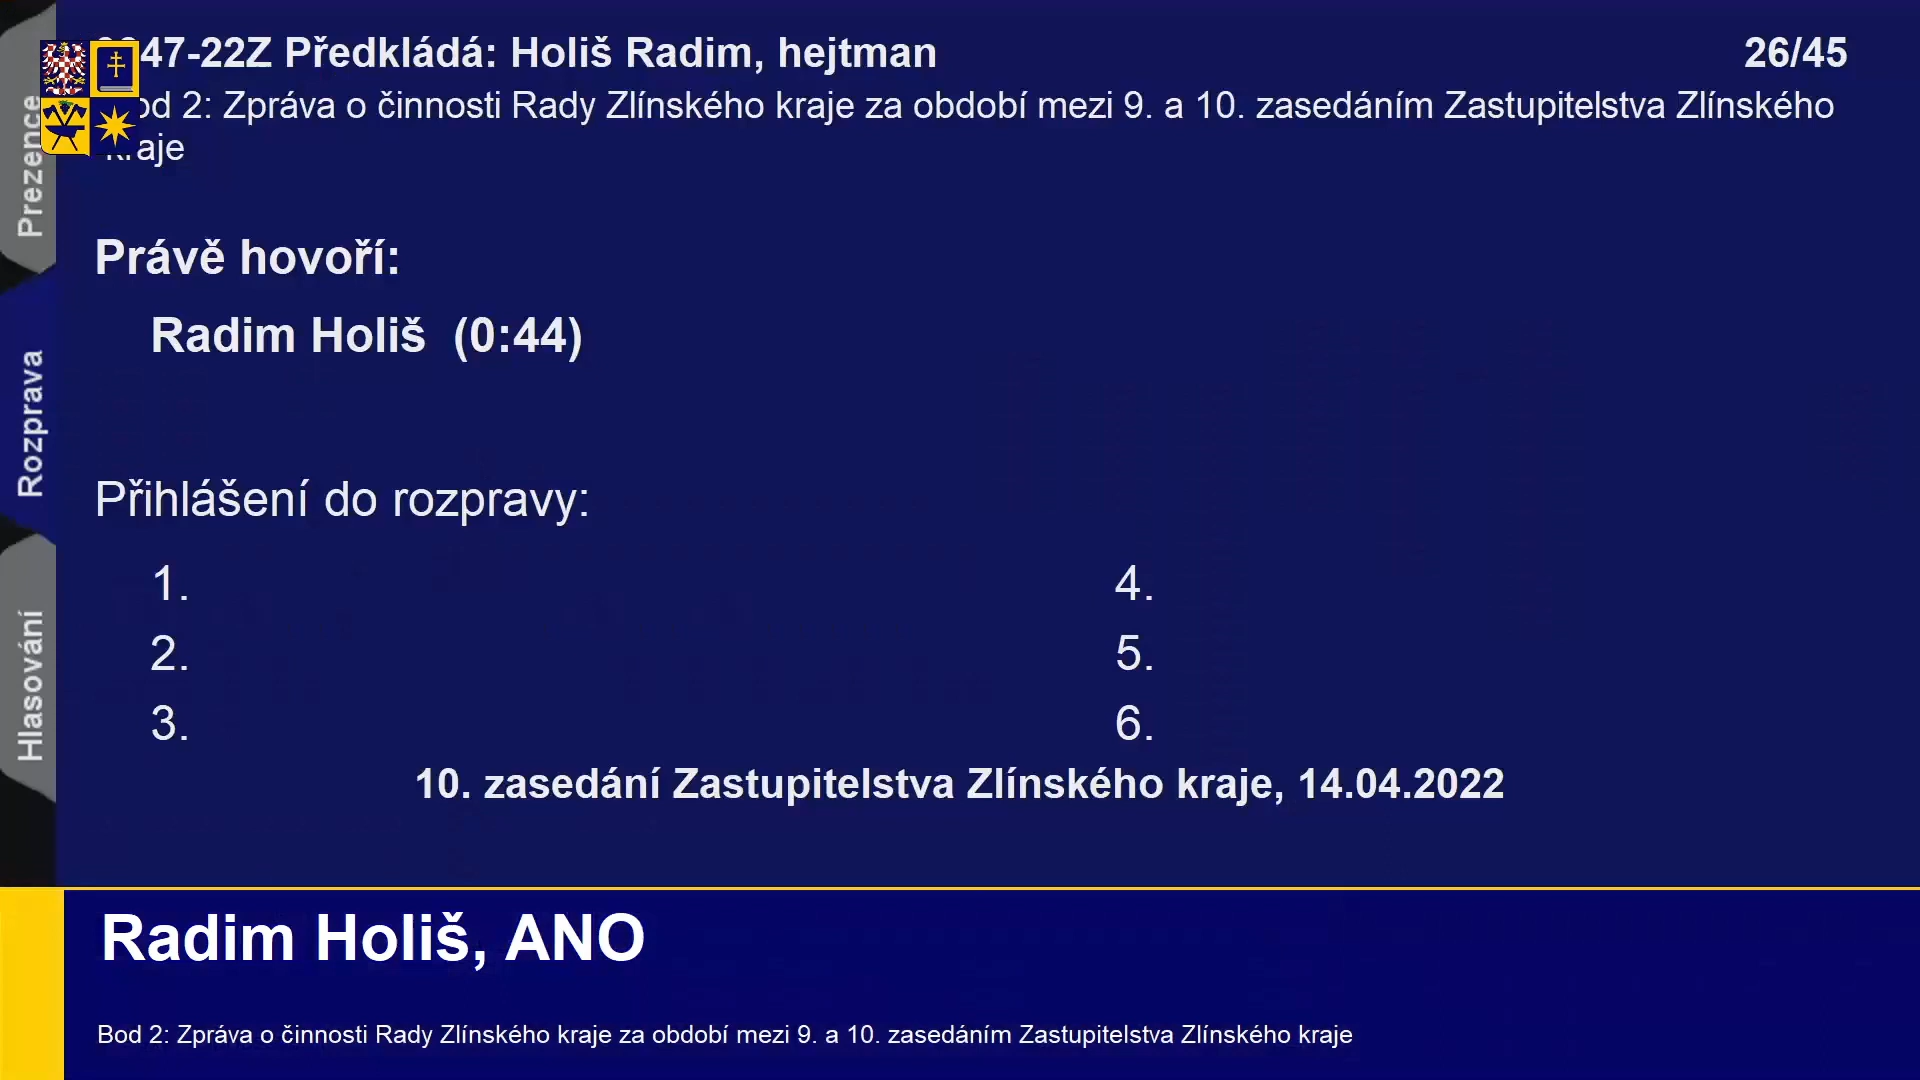 47-22Z Předkládá: Holiš Radim, hejtman 26/45
2: Zpráva o činnosti Rady Zlínského kraje za období mezi 9. a 10. zasedáním Zastupitelstva Zlínského
kraje
Prezence
Právě hovoří:
Radim Holiš (0:44)
Rozprava
Přihlášení do rozpravy:
1. 4.
2. 5.
3. 6.
Hlasování
10. zasedání Zastupitelstva Zlínského kraje, 14.04.2022
Radim Holiš, ANO
Bod 2: Zpráva o činnosti Rady Zlínského kraje za období mezi 9. a 10. zasedáním Zastupitelstva Zlínského kraje